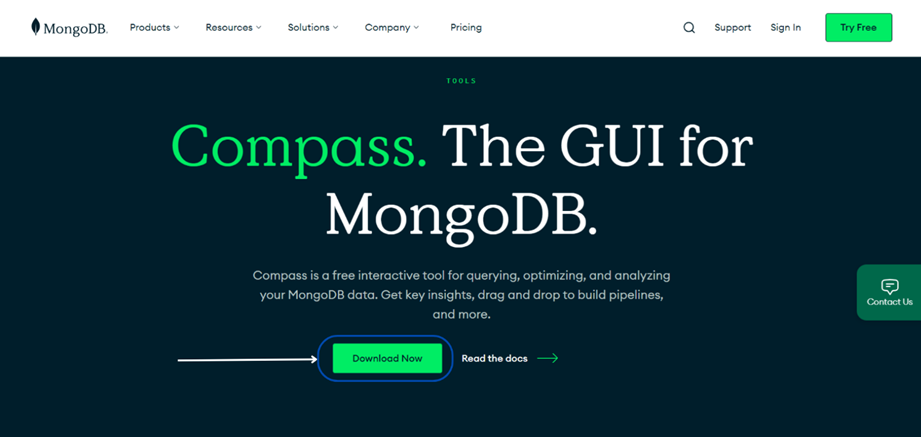 MongoDB. Products Resources Solutions Company Pricing Support Sign In Try Free
TOOLS
Compass. The GUI for
MongoDB.
Compass is a free interactive tool for querying, optimizing, and analyzing
your MongoDB data. Get key insights, drag and drop to build pipelines,
and more.
Contact Us
Download Now Read the docs